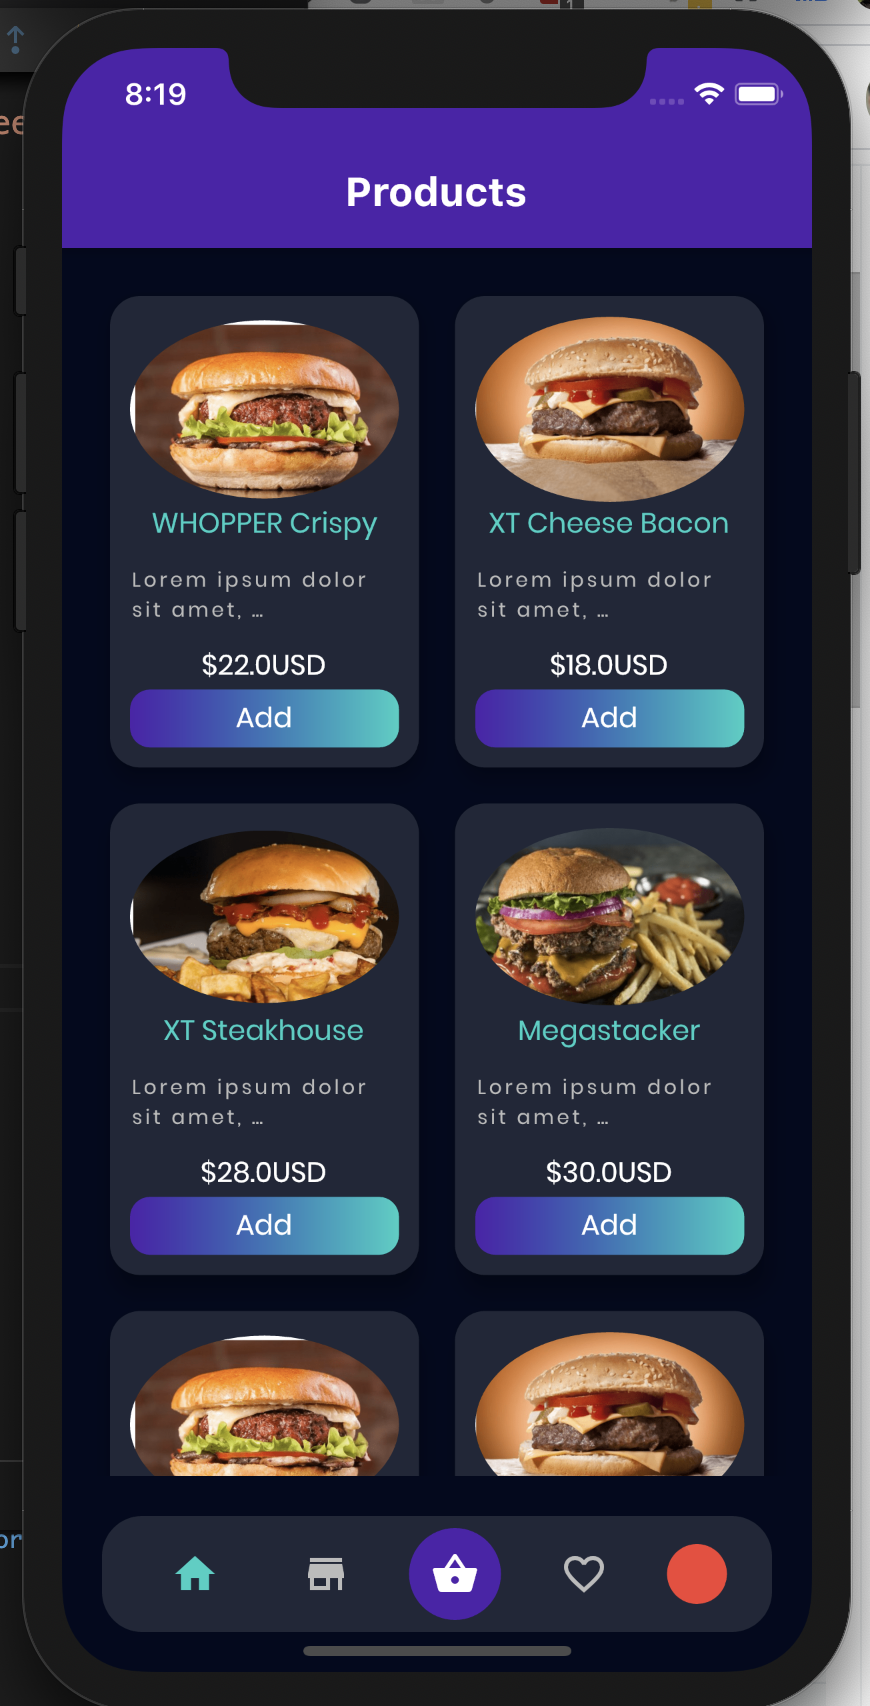 8:19
Products
WHOPPER Crispy
XT Cheese Bacon
Lorem ipsum dolor
sit amet, ...
Lorem ipsum dolor
sit amet, ...
$22.0USD
$18.0USD
Add
Add
XT Steakhouse
Megastacker
Lorem ipsum dolor
sit amet, ...
Lorem ipsum dolor
sit amet, ...
$28.0USD
$30.0USD
Add
Add